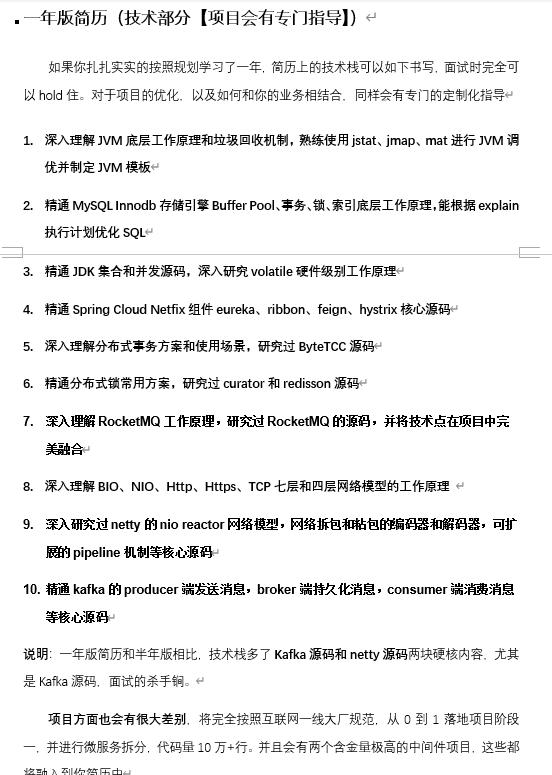 一年版简历（技术部分【项目会有专门指导】）
如果你扎扎实实的按照规划学习了一年，简历上的技术栈可以如下书写，面试时完全可
以 hold 住。对于项目的优化，以及如何和你的业务相结合，同样会有专门的定制化指导
1. 深入理解 JVM 底层工作原理和垃圾回收机制，熟练使用 jstat、jmap、mat 进行 JVM 调
优并制定 JVM 模板
2. 精通 MySQL Innodb 存储引擎 Buffer Pool、事务、锁、索引底层工作原理，能根据 explain
执行计划优化 SQL
3. 精通 JDK 集合和并发源码，深入研究 volatile 硬件级别工作原理
4. 精通 Spring Cloud Netfix 组件 eureka、ribbon、feign、hystrix 核心源码
5. 深入理解分布式事务方案和使用场景，研究过 ByteTCC 源码
6. 精通分布式锁常用方案，研究过 curator 和 redisson 源码
7. 深入理解 RocketMQ 工作原理，研究过 RocketMQ 的源码，并将技术点在项目中完
美融合
8. 深入理解 BIO、NIO、Http、Https、TCP 七层和四层网络模型的工作原理
9. 深入研究过 netty 的 nio reactor 网络模型，网络拆包和粘包的编码器和解码器，可扩
展的 pipeline 机制等核心源码
10. 精通 kafka 的 producer 端发送消息，broker 端持久化消息，consumer 端消费消息
等核心源码
说明：一年版简历和半年版相比，技术栈多了 Kafka 源码和 netty 源码两块硬核内容，尤其
是 Kafka 源码，面试的杀手锏。
项目方面也会有很大差别，将完全按照互联网一线大厂规范，从 0 到 1 落地项目阶段
一，并进行微服务拆分，代码量 10 万+行。并且会有两个含金量极高的中间件项目，这些都
将融入到你简历中